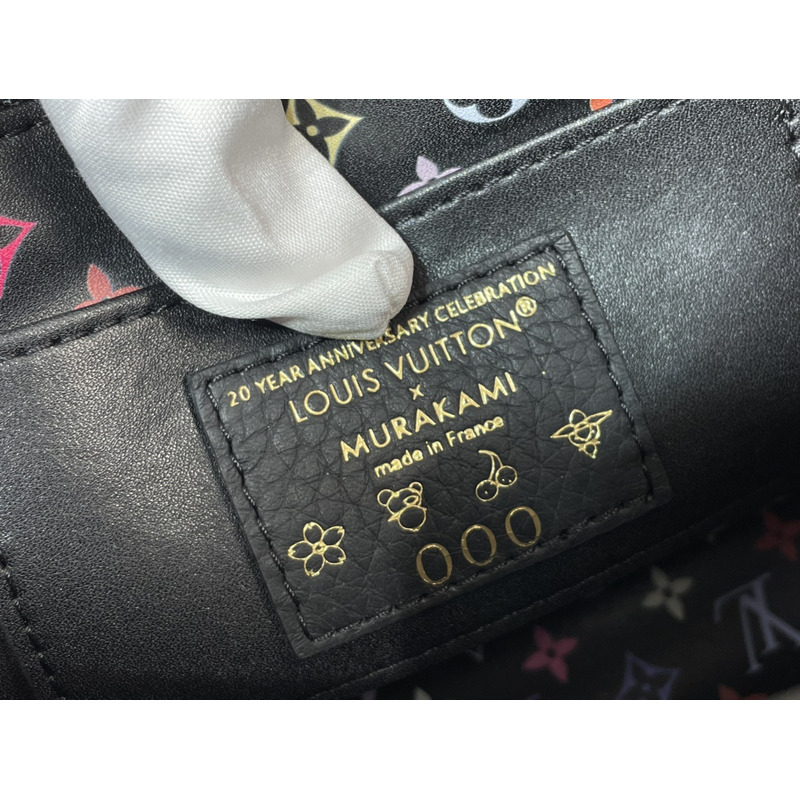 20 YEAR ANNIVERSARY CELEBRATION
LOUIS VUITTON®
x
MURAKAMI
made in France
000